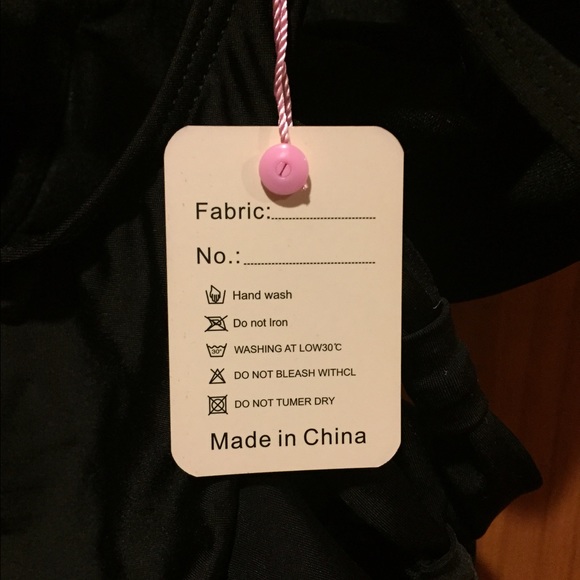 Fabric:
No.:
Hand wash
Do not Iron
30° WASHING AT LOW30℃
DO NOT BLEASH WITHCL
DO NOT TUMER DRY
Made in China